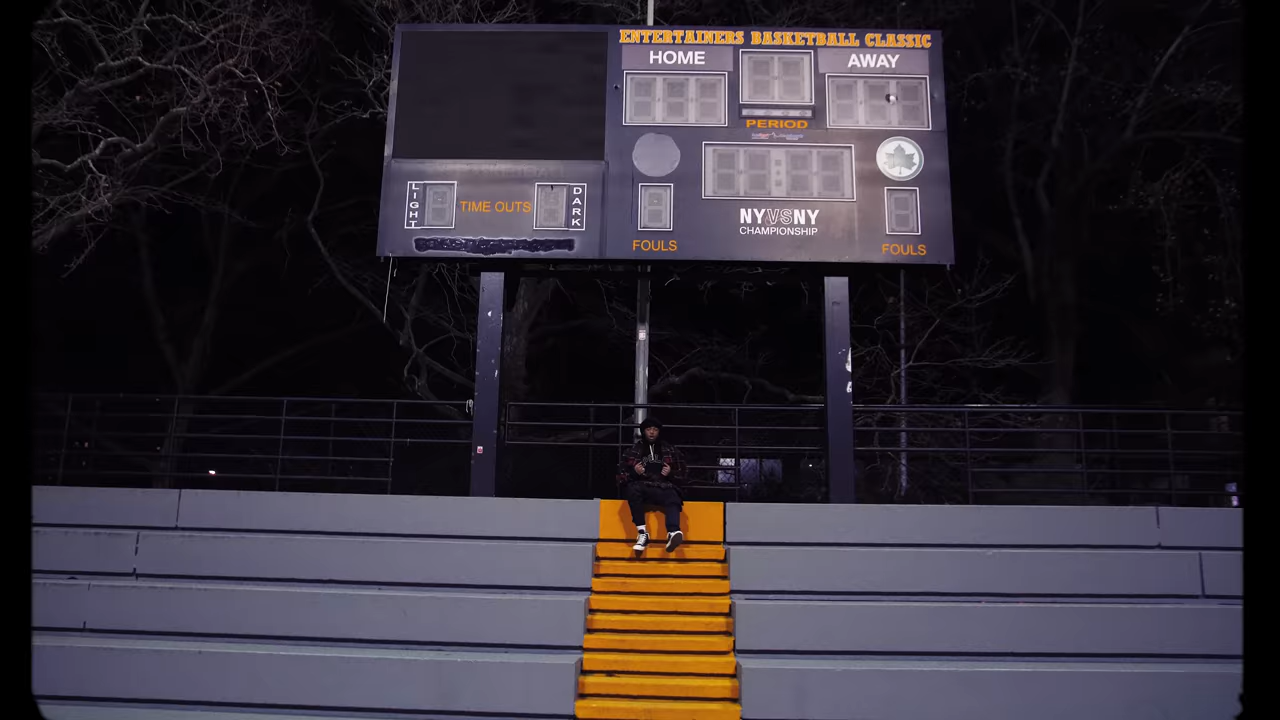 ENTERTAINERS BASKETBALL CLASSIC
HOME
AWAY
PERIOD
LIGHT
TIME OUTS
DARK
NYVSNY
CHAMPIONSHIP
FOULS
FOULS